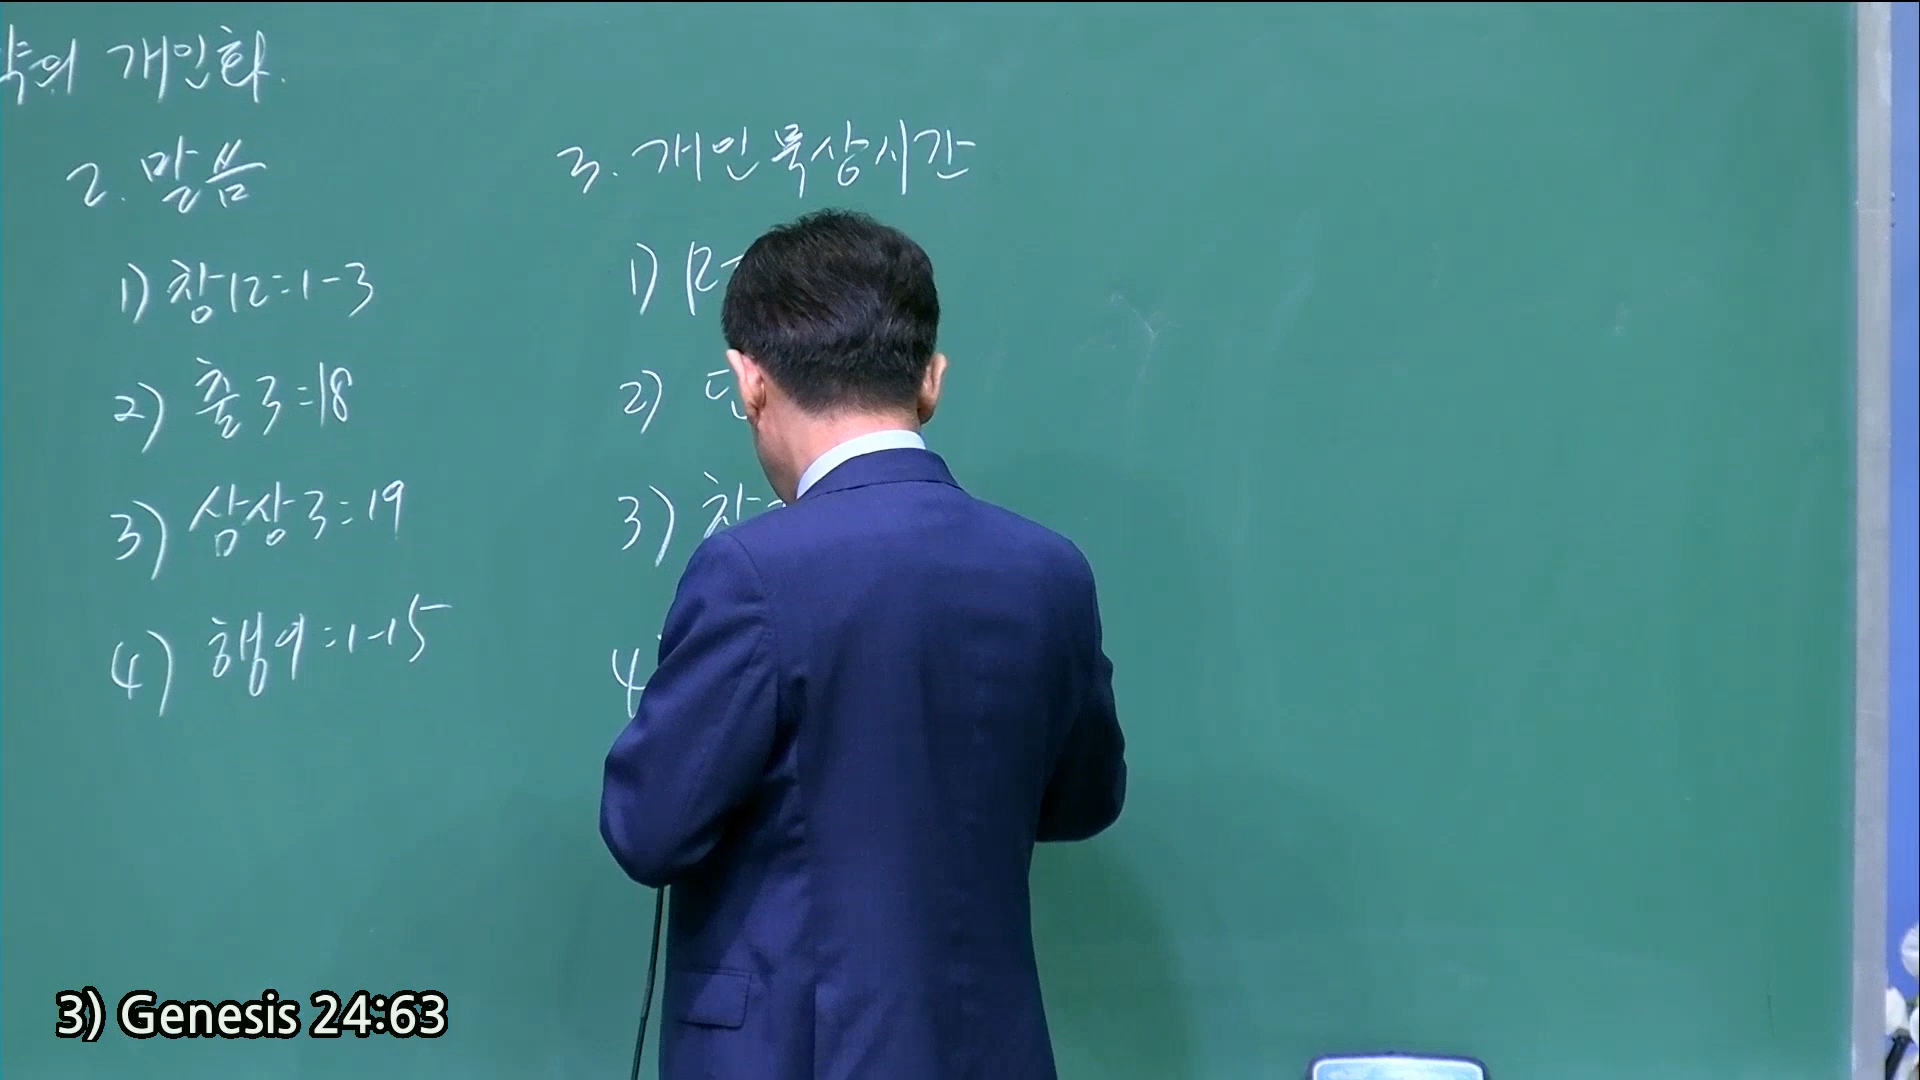 의 개인화.
2. 말씀
1) 창12:1-3
2) 출3:18
3) 삼상3:19
4) 행9:1-15
3. 개인묵상시간
1)
2)
3) 창
4
3) Genesis 24:63